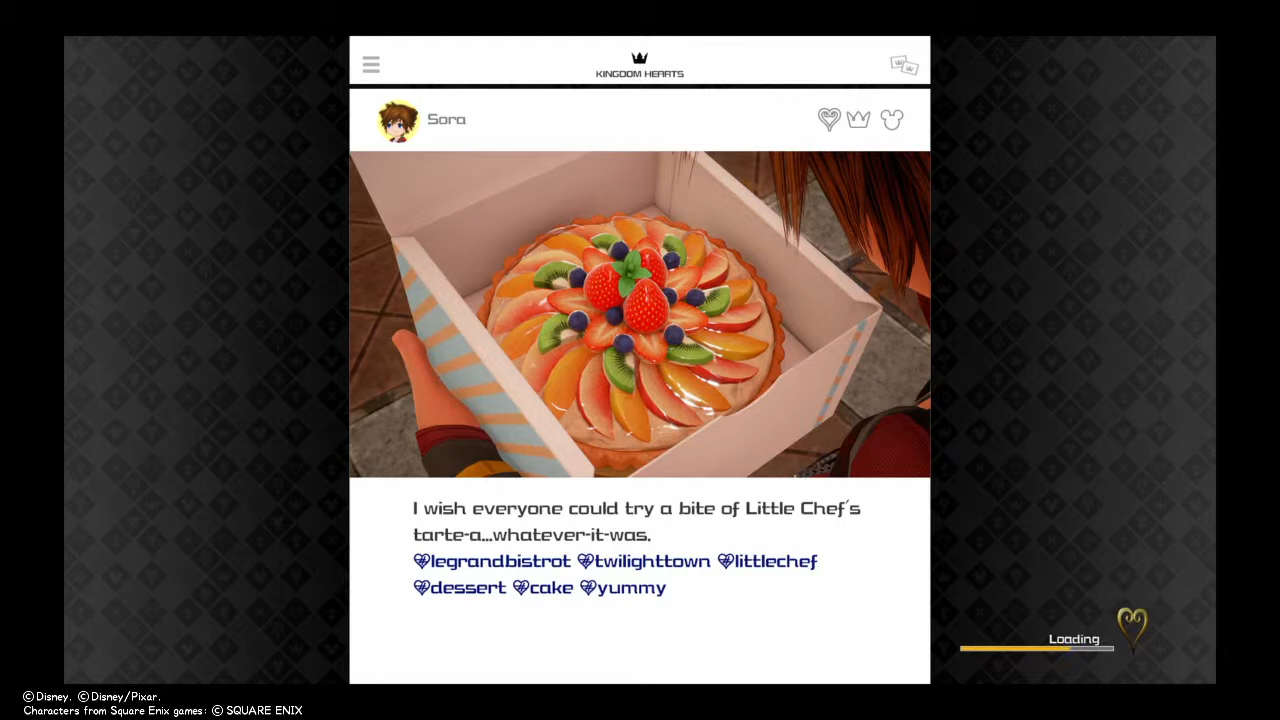 KINGDOM HEARTS
Sora
I wish everyone could try a bite of Little Chef's
tarte-a...whatever-it-was.
legrandbistrot twilighttown littlechef
dessert cake yummy
Loading
©Disney. ©Disney/Pixar.
Characters from Square Enix games: © SQUARE ENIX